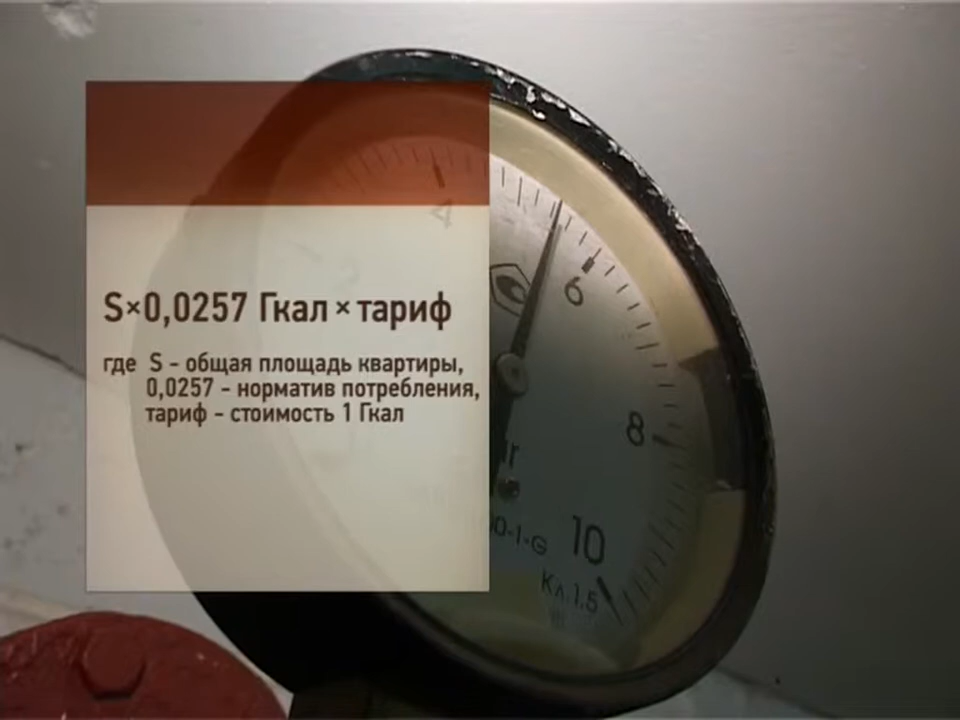 S×0,0257 Гкал × тариф
где S - общая площадь квартиры,
0,0257 - норматив потребления,
тариф - стоимость 1 Гкал
4
6
8
10
Кл.1.5